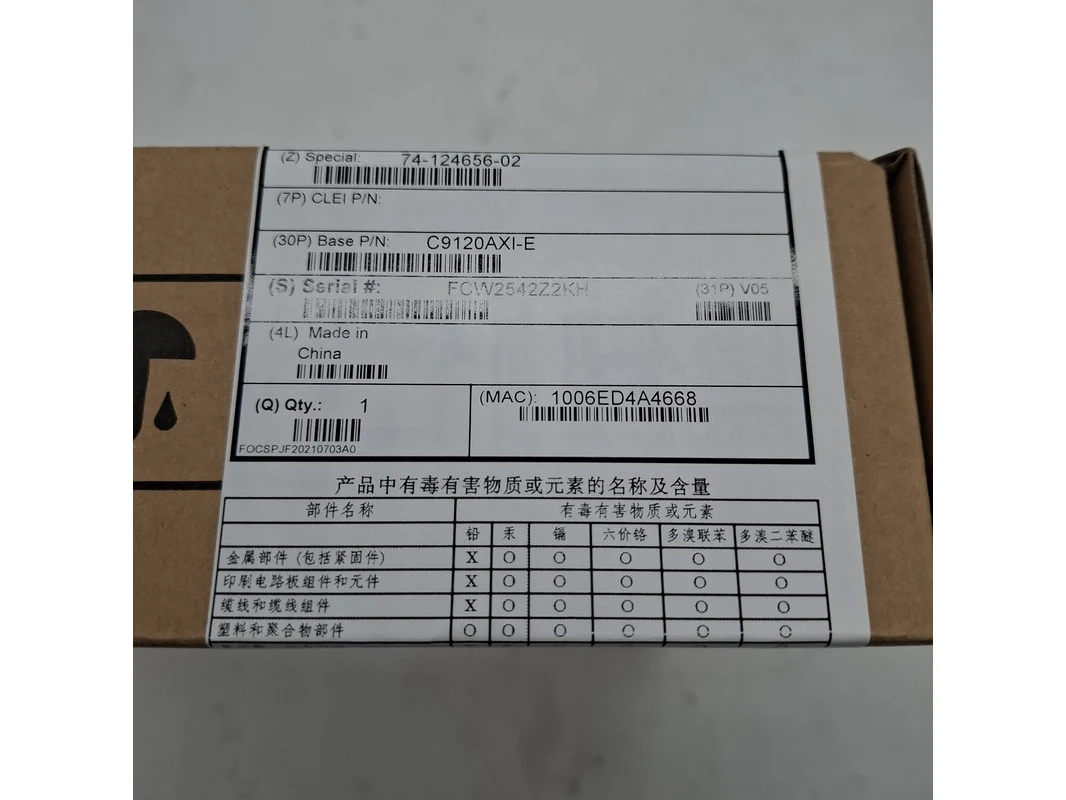 (Z) Special: 74-124656-02
(7P) CLEI P/N:
(30P) Base P/N: C9120AXI-E
(S) Serial #: FCW2542Z2KH (31P) V05
(4L) Made in
China
(Q) Qty.: 1 (MAC): 1006ED4A4668
FOCSPJF20210703A0
产品中有毒有害物质或元素的名称及含量
部件名称 有毒有害物质或元素
铅 汞 镉 六价铬 多溴联苯 多溴二苯醚
金属部件 (包括紧固件) X O O O O O
印刷电路板组件和元件 X O O O O O
缆线和缆线组件 X O O O O O
塑料和聚合物部件 O O O O O O